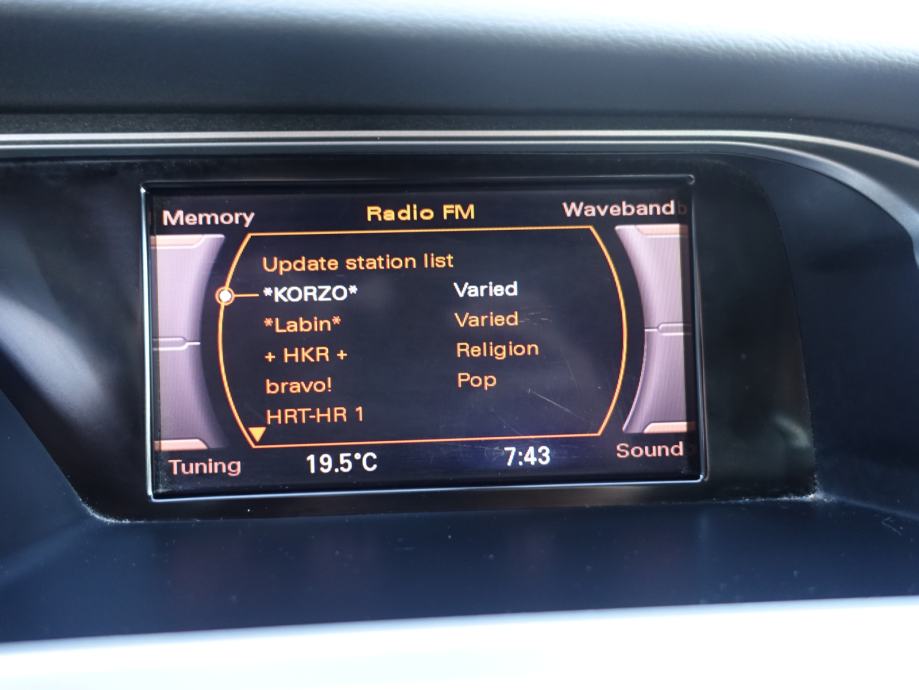 Memory Radio FM Waveband
Update station list
*KORZO* Varied
*Labin* Varied
+ HKR + Religion
bravo! Pop
HRT-HR 1
Tuning 19.5°C 7:43 Sound